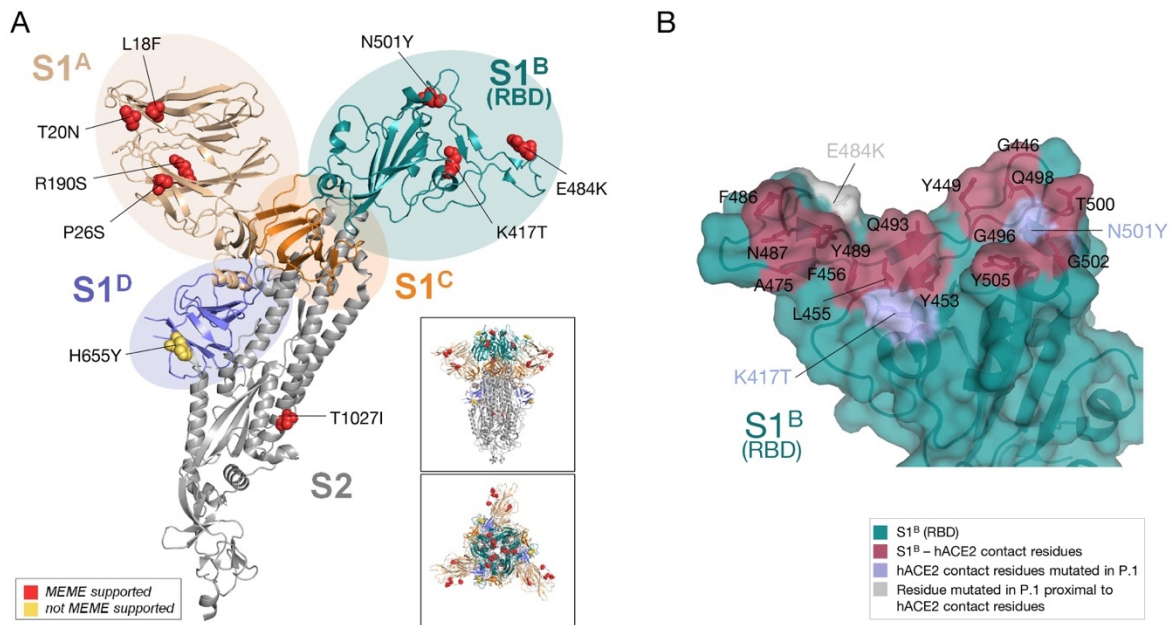 A
S1ᴬ
L18F
T20N
R190S
P26S
N501Y
S1ᴮ
(RBD)
E484K
K417T
S1ᴰ
S1ᶜ
H655Y
T1027I
S2
MEME supported
not MEME supported
B
E484K
G446
Y449
Q498
F486
T500
Q493
N501Y
G496
N487
Y489
G502
F456
A475
Y505
Y453
L455
K417T
S1ᴮ
(RBD)
S1ᴮ (RBD)
S1ᴮ – hACE2 contact residues
hACE2 contact residues mutated in P.1
Residue mutated in P.1 proximal to
hACE2 contact residues